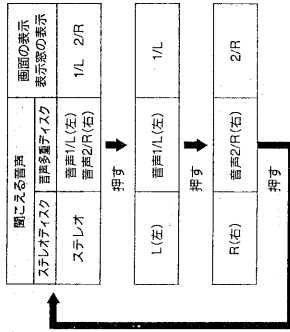 聞こえる音声
画面の表示
表示窓の表示
ステレオディスク
音声多重ディスク
ステレオ
音声1/L(左)
音声2/R(右)
1/L 2/R
押す
L(左)
音声1/L(左)
1/L
押す
R(右)
音声2/R(右)
2/R
押す